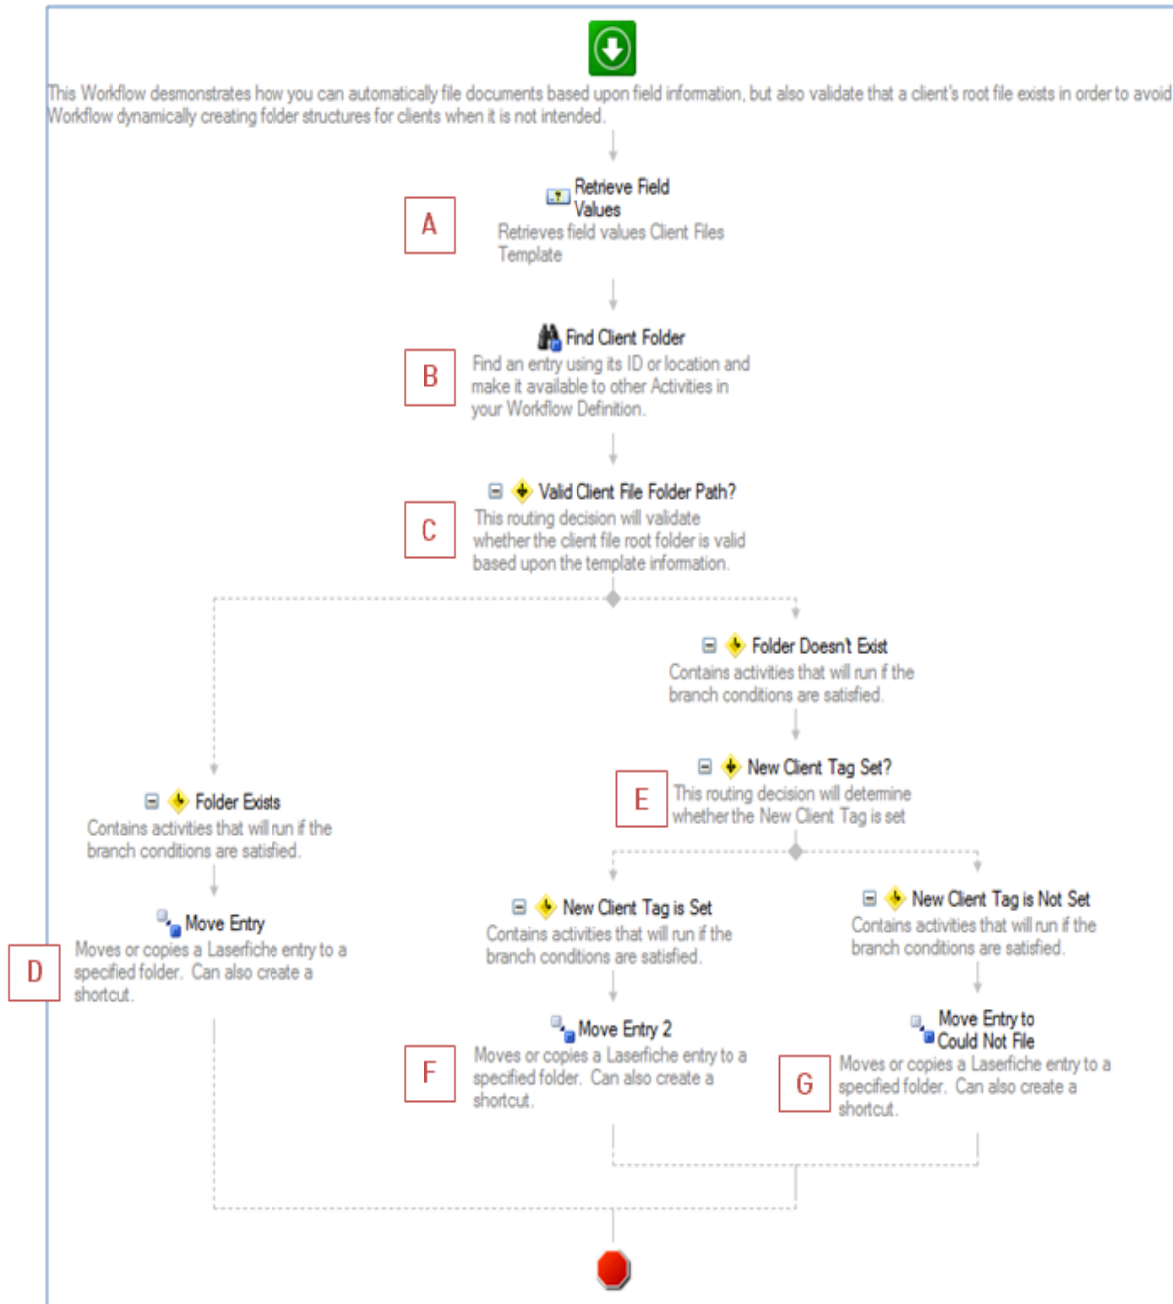 This Workflow desmonstrates how you can automatically file documents based upon field information, but also validate that a client's root file exists in order to avoid
Workflow dynamically creating folder structures for clients when it is not intended.
A
Retrieve Field
Values
Retrieves field values Client Files
Template
B
Find Client Folder
Find an entry using its ID or location and
make it available to other Activities in
your Workflow Definition.
C
Valid Client File Folder Path?
This routing decision will validate
whether the client file root folder is valid
based upon the template information.
Folder Doesn't Exist
Contains activities that will run if the
branch conditions are satisfied.
E
New Client Tag Set?
This routing decision will determine
whether the New Client Tag is set
Folder Exists
Contains activities that will run if the
branch conditions are satisfied.
D
Move Entry
Moves or copies a Laserfiche entry to a
specified folder. Can also create a
shortcut.
New Client Tag is Set
Contains activities that will run if the
branch conditions are satisfied.
New Client Tag is Not Set
Contains activities that will run if the
branch conditions are satisfied.
F
Move Entry 2
Moves or copies a Laserfiche entry to a
specified folder. Can also create a
shortcut.
G
Move Entry to
Could Not File
Moves or copies a Laserfiche entry to a
specified folder. Can also create a
shortcut.